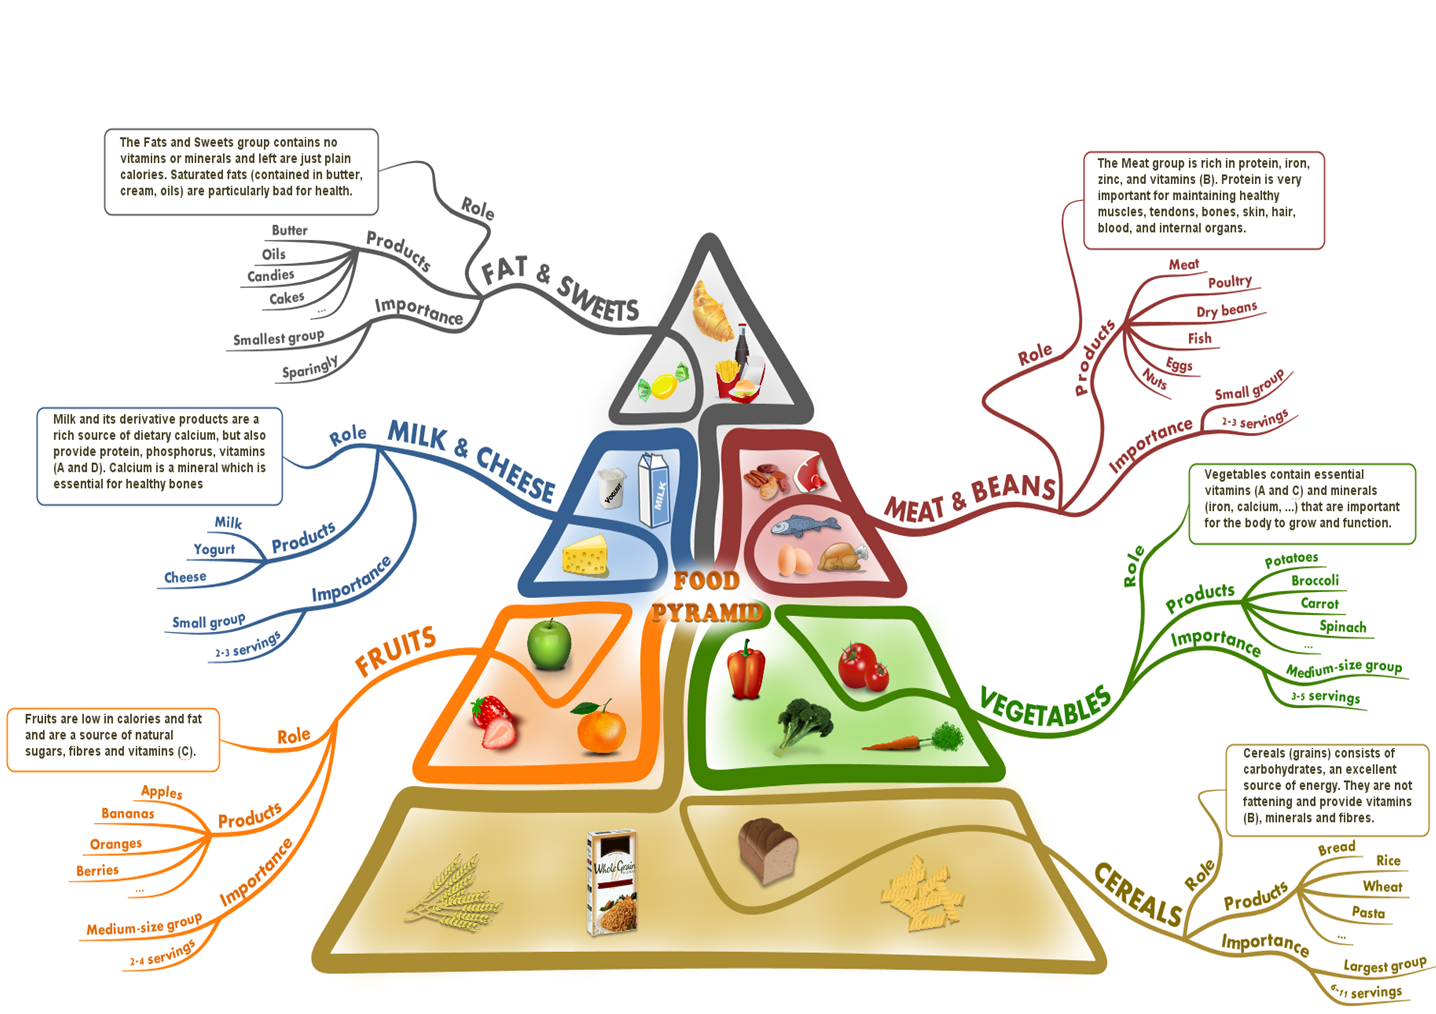 The Fats and Sweets group contains no
vitamins or minerals and left are just plain
calories. Saturated fats (contained in butter,
cream, oils) are particularly bad for health.
Role
FAT & SWEETS
Products
Butter
Oils
Candies
Cakes
...
Importance
Smallest group
Sparingly
The Meat group is rich in protein, iron,
zinc, and vitamins (B). Protein is very
important for maintaining healthy
muscles, tendons, bones, skin, hair,
blood, and internal organs.
Role
MEAT & BEANS
Products
Meat
Poultry
Dry beans
Fish
Eggs
Nuts
Importance
Small group
2-3 servings
Milk and its derivative products are a
rich source of dietary calcium, but also
provide protein, phosphorus, vitamins
(A and D). Calcium is a mineral which is
essential for healthy bones
Role
MILK & CHEESE
Products
Milk
Yogurt
Cheese
Importance
Small group
2-3 servings
YOGURT
MILK
FOOD
PYRAMID
Vegetables contain essential
vitamins (A and C) and minerals
(iron, calcium, ...) that are important
for the body to grow and function.
Role
VEGETABLES
Products
Potatoes
Broccoli
Carrot
Spinach
...
Importance
Medium-size group
3-5 servings
FRUITS
Fruits are low in calories and fat
and are a source of natural
sugars, fibres and vitamins (C).
Role
Products
Apples
Bananas
Oranges
Berries
...
Importance
Medium-size group
2-4 servings
Whole Grain
Cereals (grains) consists of
carbohydrates, an excellent
source of energy. They are not
fattening and provide vitamins
(B), minerals and fibres.
Role
CEREALS
Products
Bread
Rice
Wheat
Pasta
...
Importance
Largest group
6-11 servings